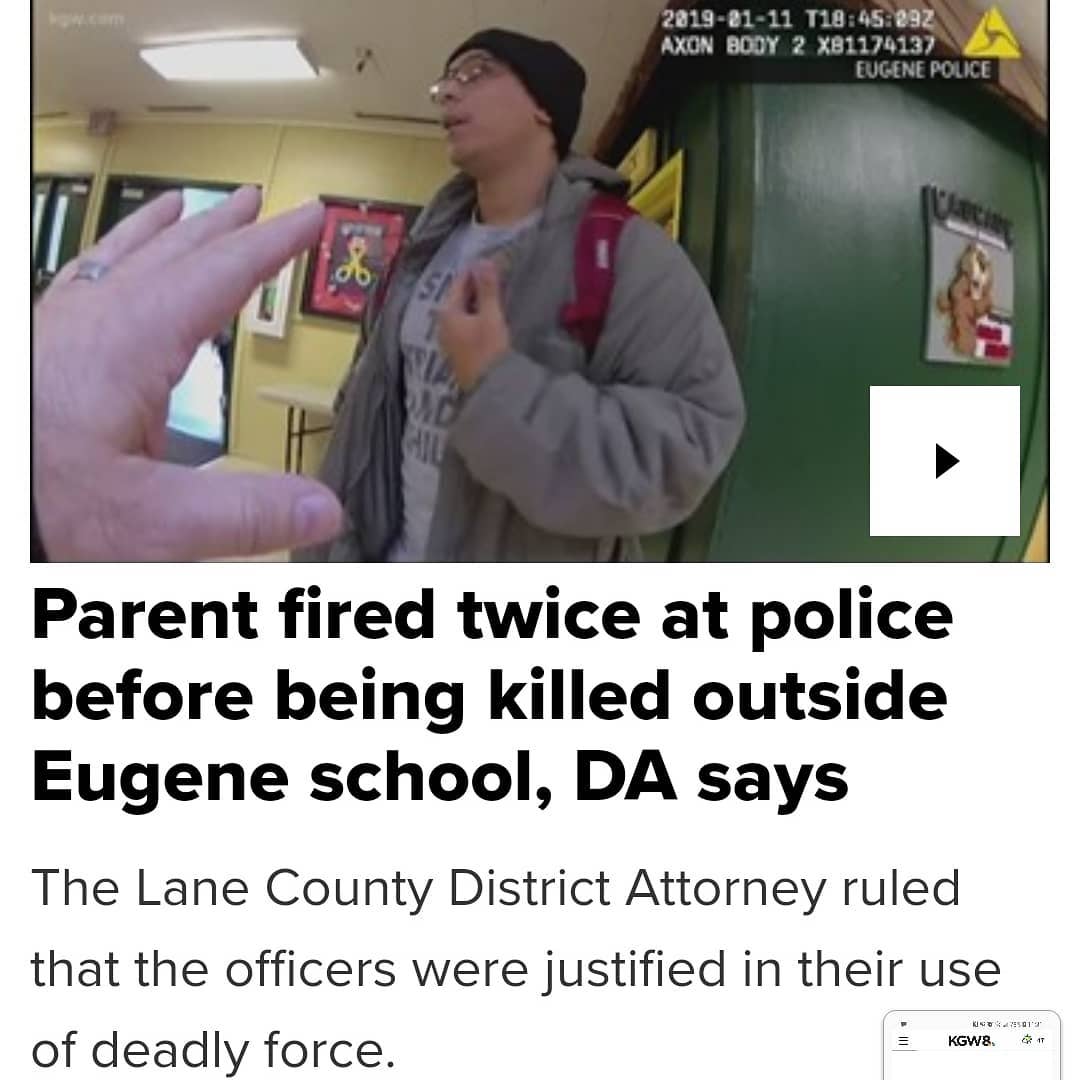 kgw.com
2019-01-11 T18:45:09Z
AXON BODY 2 X81174137
EUGENE POLICE
Parent fired twice at police
before being killed outside
Eugene school, DA says
The Lane County District Attorney ruled
that the officers were justified in their use
of deadly force.
KGW8